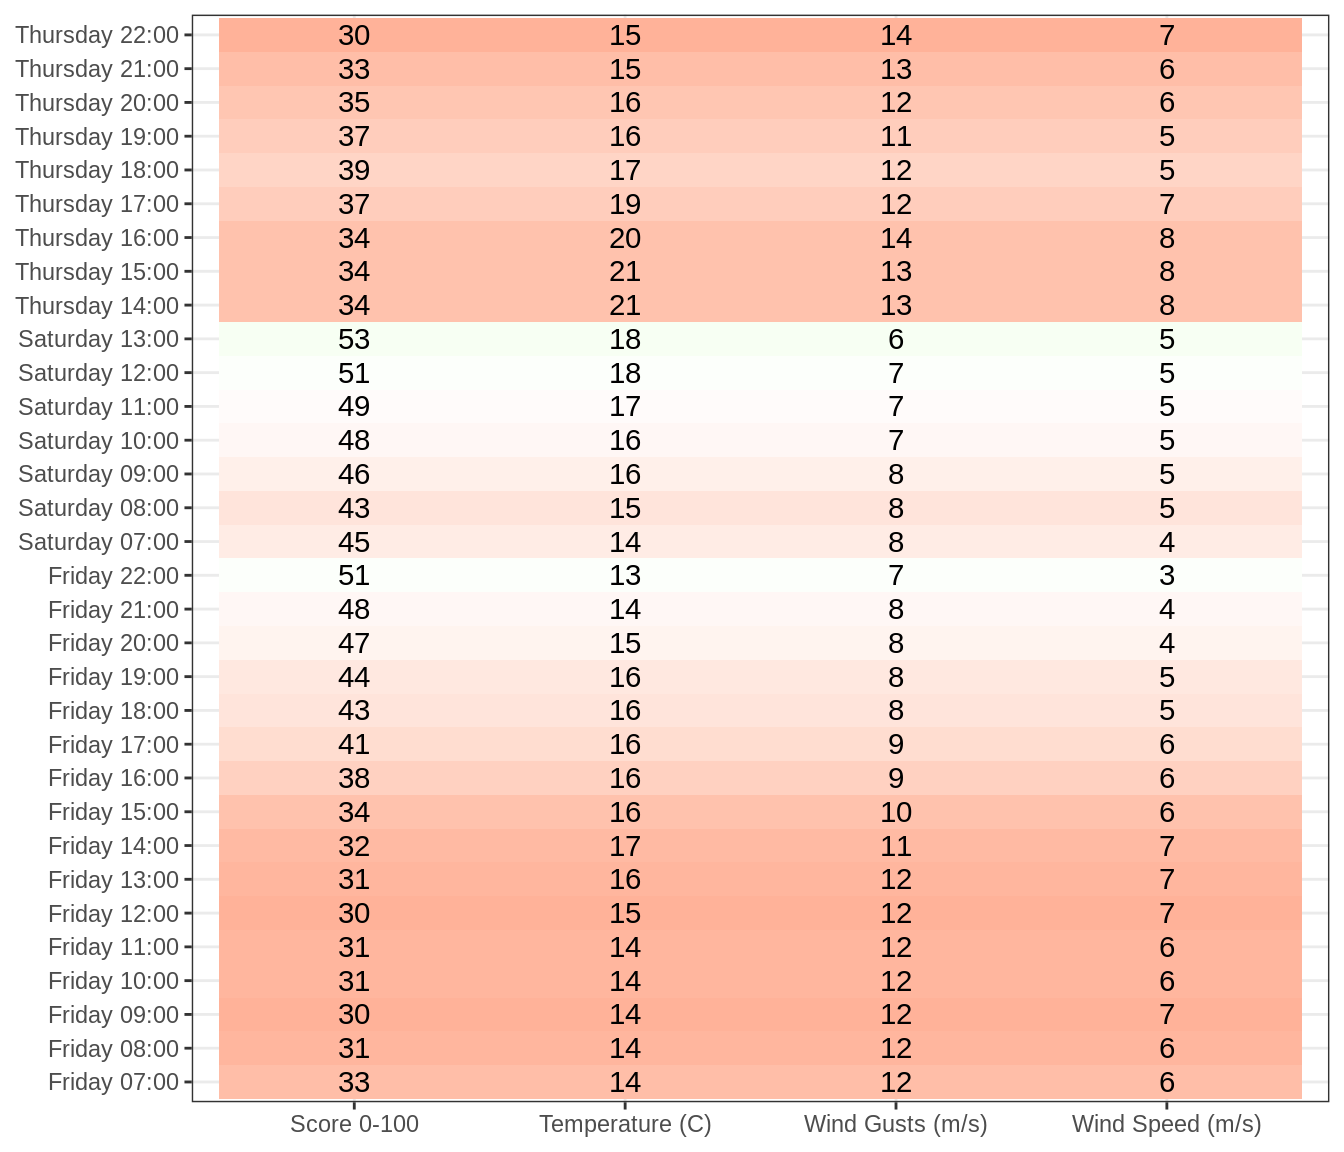 Thursday 22:00 30 15 14 7
Thursday 21:00 33 15 13 6
Thursday 20:00 35 16 12 6
Thursday 19:00 37 16 11 5
Thursday 18:00 39 17 12 5
Thursday 17:00 37 19 12 7
Thursday 16:00 34 20 14 8
Thursday 15:00 34 21 13 8
Thursday 14:00 34 21 13 8
Saturday 13:00 53 18 6 5
Saturday 12:00 51 18 7 5
Saturday 11:00 49 17 7 5
Saturday 10:00 48 16 7 5
Saturday 09:00 46 16 8 5
Saturday 08:00 43 15 8 5
Saturday 07:00 45 14 8 4
Friday 22:00 51 13 7 3
Friday 21:00 48 14 8 4
Friday 20:00 47 15 8 4
Friday 19:00 44 16 8 5
Friday 18:00 43 16 8 5
Friday 17:00 41 16 9 6
Friday 16:00 38 16 9 6
Friday 15:00 34 16 10 6
Friday 14:00 32 17 11 7
Friday 13:00 31 16 12 7
Friday 12:00 30 15 12 7
Friday 11:00 31 14 12 6
Friday 10:00 31 14 12 6
Friday 09:00 30 14 12 7
Friday 08:00 31 14 12 6
Friday 07:00 33 14 12 6
Score 0-100 Temperature (C) Wind Gusts (m/s) Wind Speed (m/s)